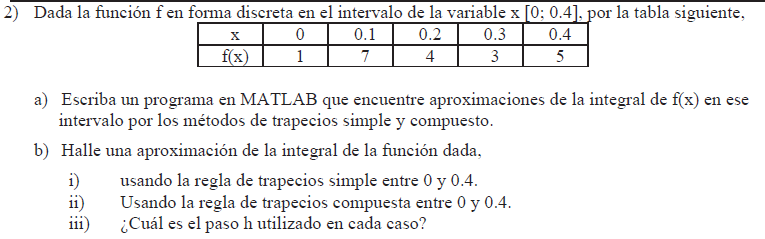 2) Dada la función f en forma discreta en el intervalo de la variable x [0; 0.4], por la tabla siguiente,
x 0 0.1 0.2 0.3 0.4
f(x) 1 7 4 3 5
a) Escriba un programa en MATLAB que encuentre aproximaciones de la integral de f(x) en ese
intervalo por los métodos de trapecios simple y compuesto.
b) Halle una aproximación de la integral de la función dada,
i) usando la regla de trapecios simple entre 0 y 0.4.
ii) Usando la regla de trapecios compuesta entre 0 y 0.4.
iii) ¿Cuál es el paso h utilizado en cada caso?